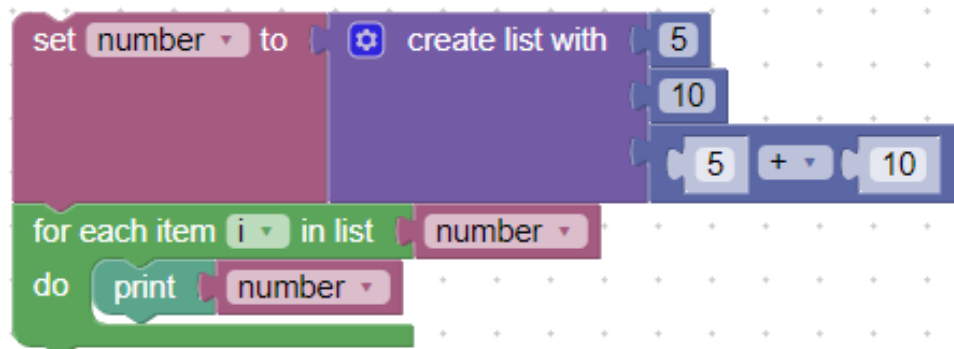 set number to create list with 5
10
5 + 10
for each item i in list number
do print number